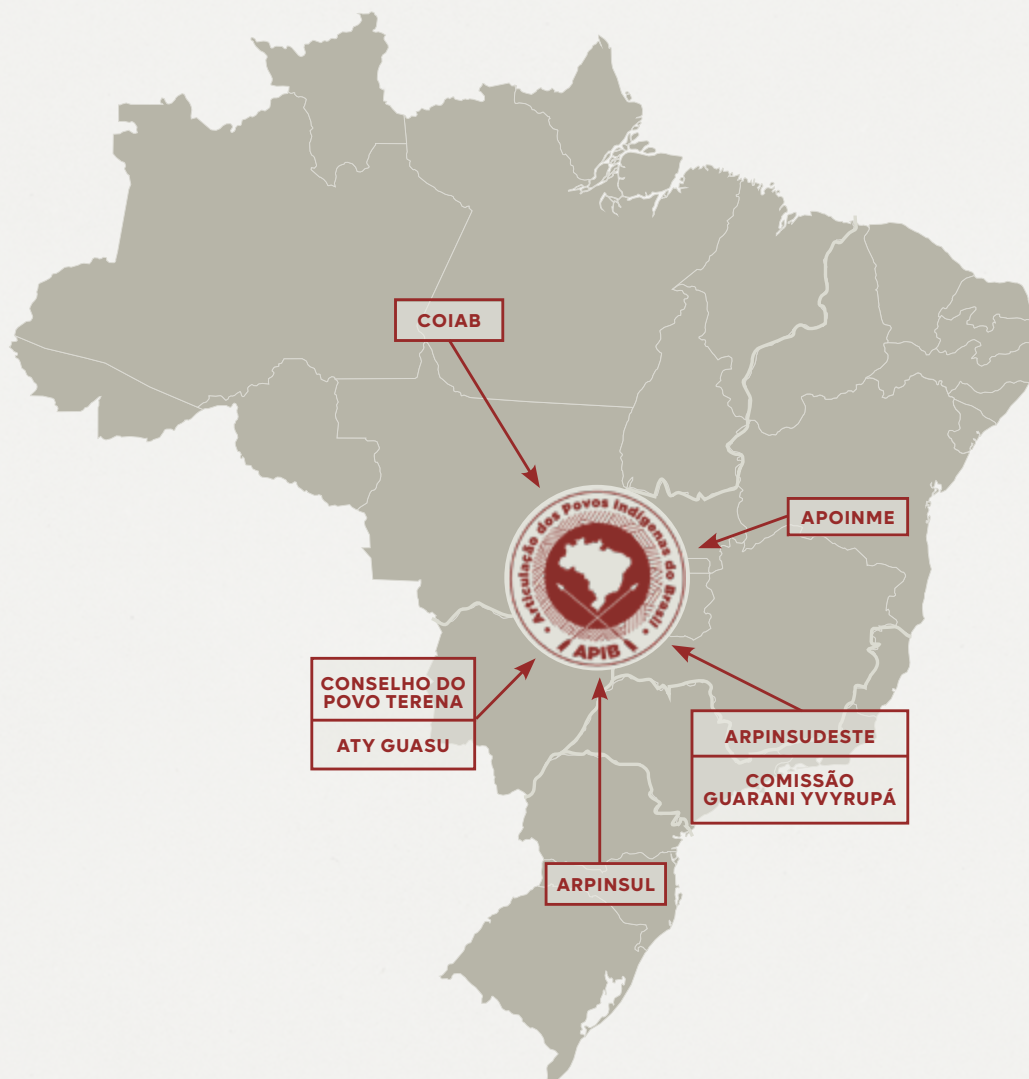 COIAB
Articulação dos Povos Indígenas do Brasil
APIB
APOINME
CONSELHO DO
POVO TERENA
ATY GUASU
ARPINSUDESTE
COMISSÃO
GUARANI YVYRUPÁ
ARPINSUL